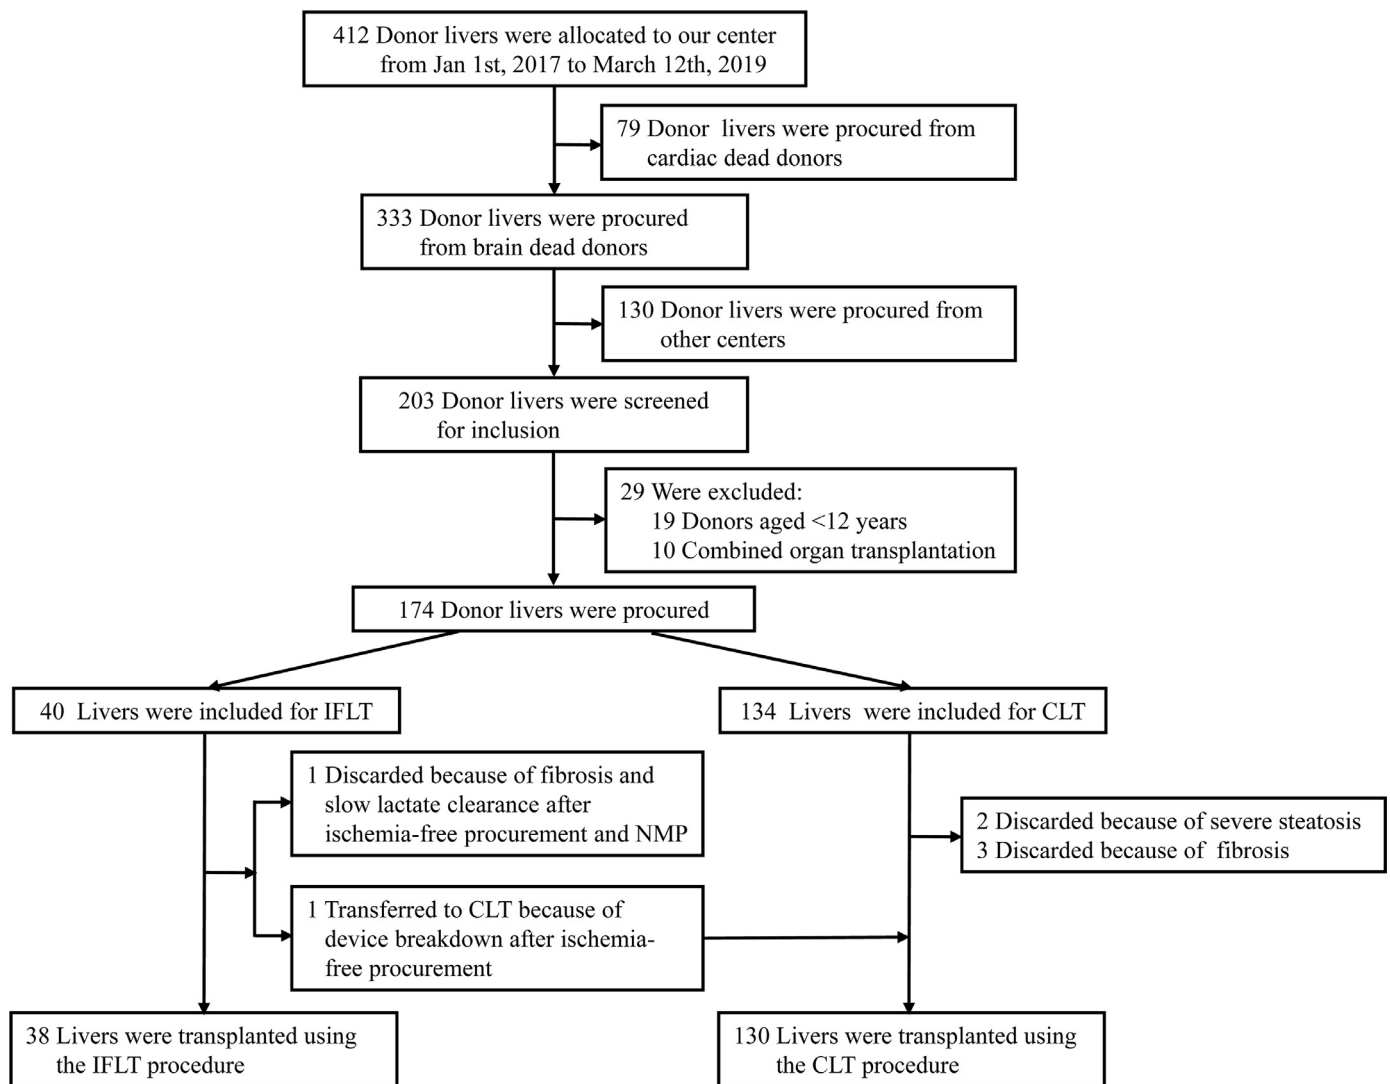 412 Donor livers were allocated to our center
from Jan 1st, 2017 to March 12th, 2019
79 Donor livers were procured from
cardiac dead donors
333 Donor livers were procured
from brain dead donors
130 Donor livers were procured from
other centers
203 Donor livers were screened
for inclusion
29 Were excluded:
19 Donors aged <12 years
10 Combined organ transplantation
174 Donor livers were procured
40 Livers were included for IFLT
134 Livers were included for CLT
1 Discarded because of fibrosis and
slow lactate clearance after
ischemia-free procurement and NMP
2 Discarded because of severe steatosis
3 Discarded because of fibrosis
1 Transferred to CLT because of
device breakdown after ischemia-
free procurement
38 Livers were transplanted using
the IFLT procedure
130 Livers were transplanted using
the CLT procedure